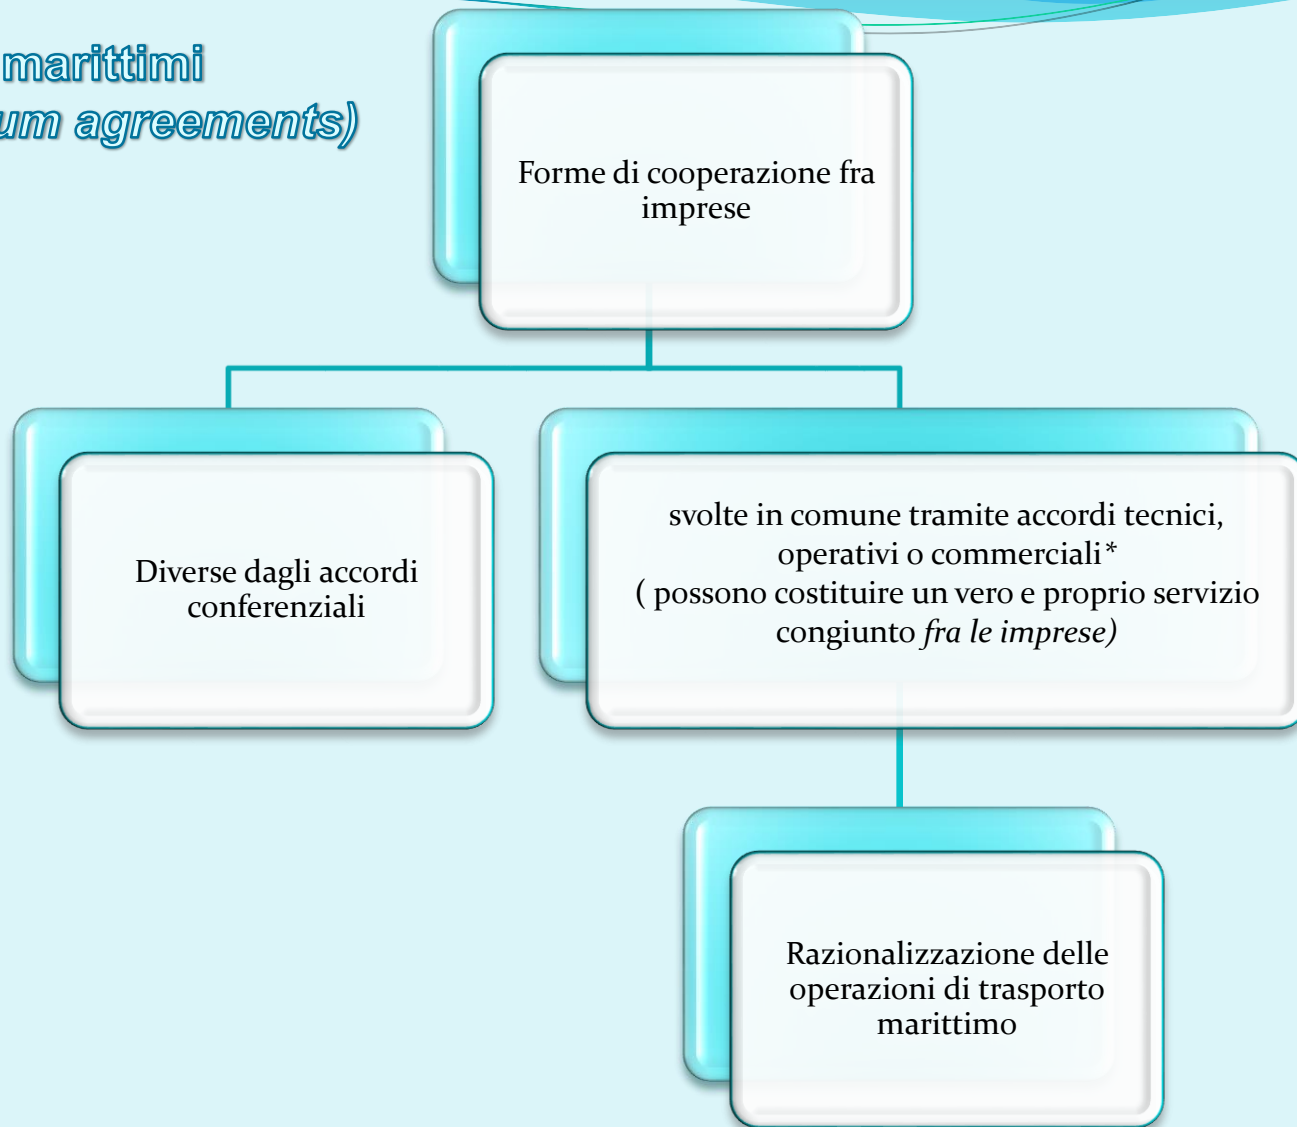 marittimi
um agreements)
Forme di cooperazione fra
imprese
Diverse dagli accordi
conferenziali
svolte in comune tramite accordi tecnici,
operativi o commerciali*
( possono costituire un vero e proprio servizio
congiunto fra le imprese)
Razionalizzazione delle
operazioni di trasporto
marittimo